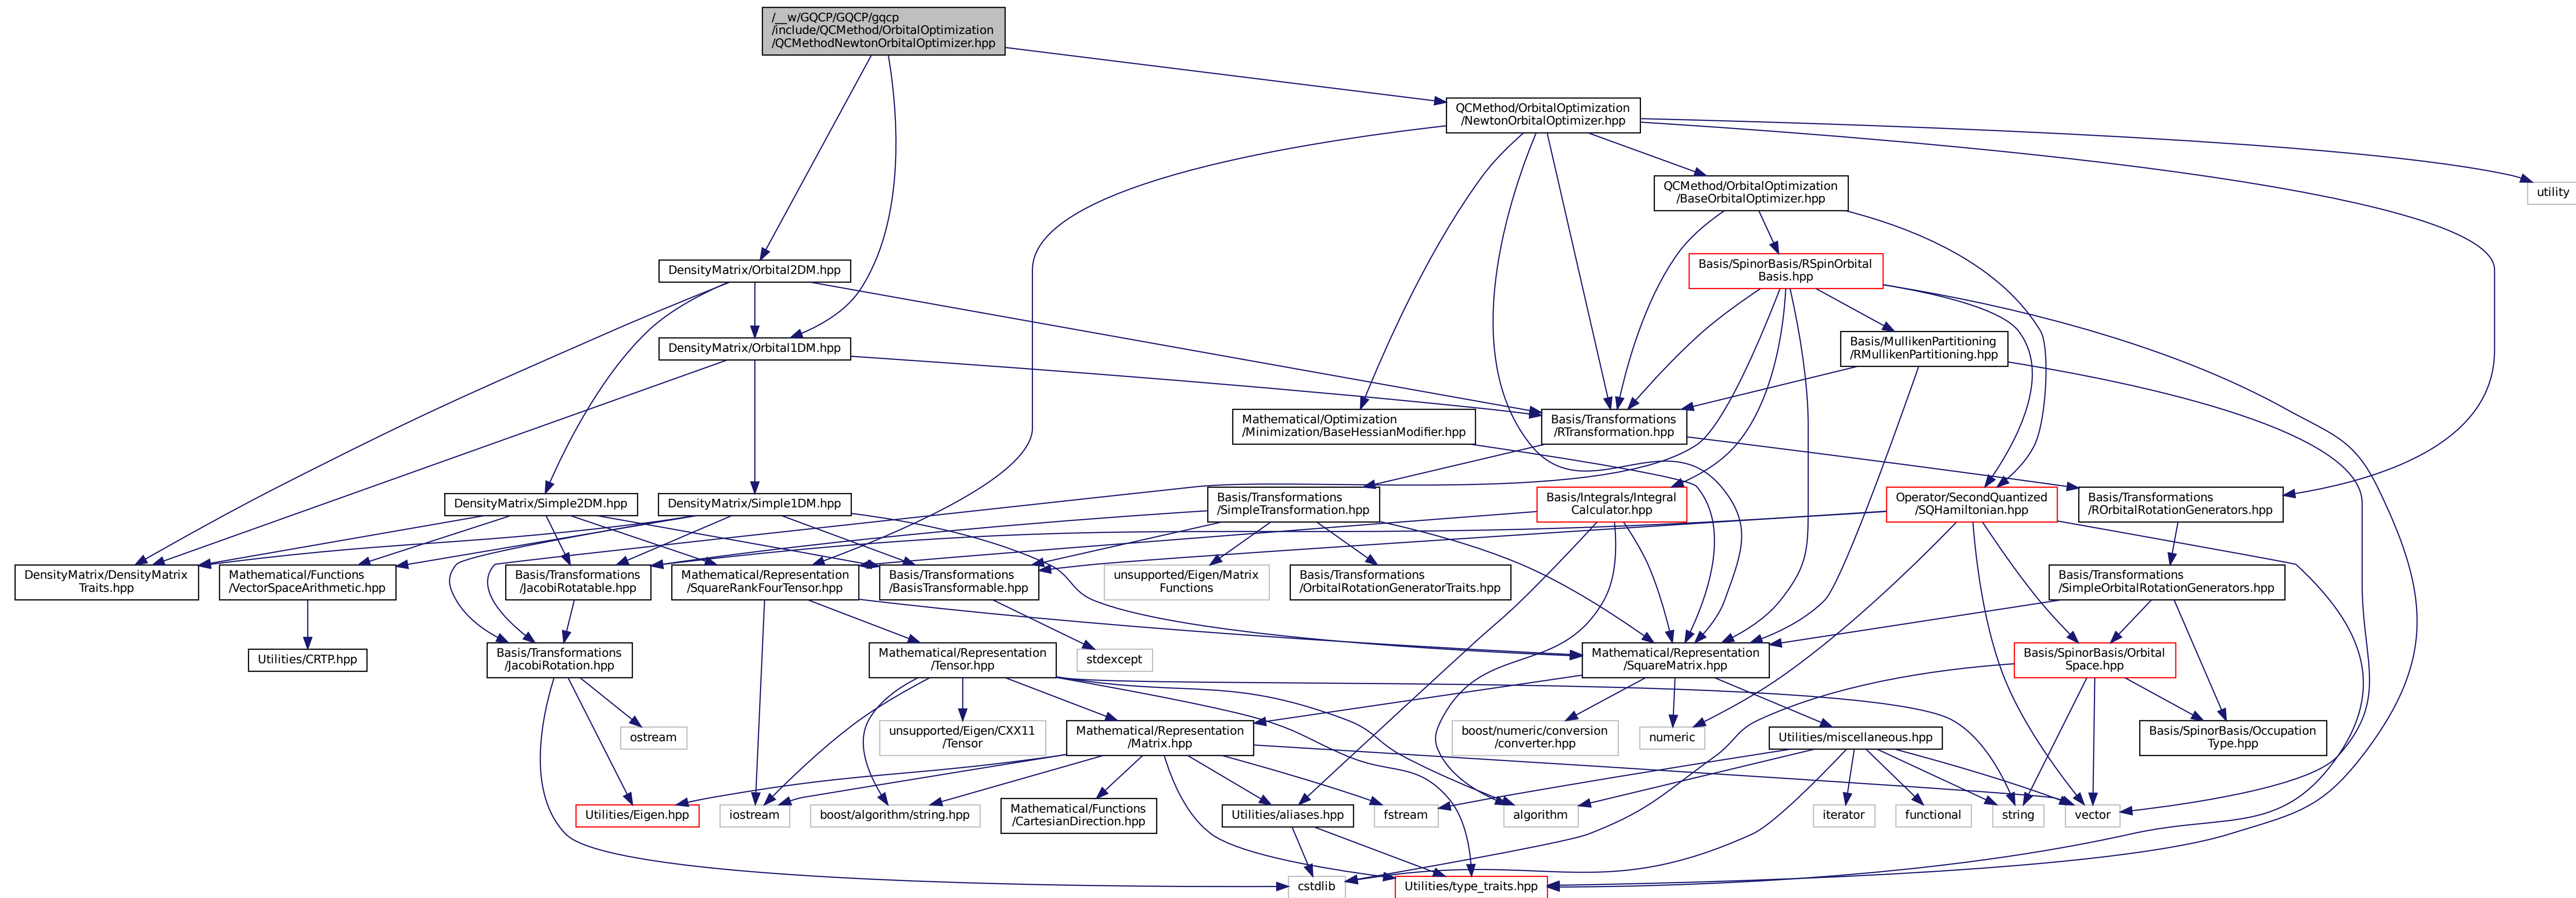 /__w/GQCP/GQCP/gqcp
/include/QCMethod/OrbitalOptimization
/QCMethodNewtonOrbitalOptimizer.hpp
QCMethod/OrbitalOptimization
/NewtonOrbitalOptimizer.hpp
QCMethod/OrbitalOptimization
/BaseOrbitalOptimizer.hpp
utility
DensityMatrix/Orbital2DM.hpp
Basis/SpinorBasis/RSpinOrbital
Basis.hpp
DensityMatrix/Orbital1DM.hpp
Basis/MullikenPartitioning
/RMullikenPartitioning.hpp
Mathematical/Optimization
/Minimization/BaseHessianModifier.hpp
Basis/Transformations
/RTransformation.hpp
DensityMatrix/Simple2DM.hpp
DensityMatrix/Simple1DM.hpp
Basis/Transformations
/SimpleTransformation.hpp
Basis/Integrals/Integral
Calculator.hpp
Operator/SecondQuantized
/SQHamiltonian.hpp
Basis/Transformations
/ROrbitalRotationGenerators.hpp
DensityMatrix/DensityMatrix
Traits.hpp
Mathematical/Functions
/VectorSpaceArithmetic.hpp
Basis/Transformations
/JacobiRotatable.hpp
Mathematical/Representation
/SquareRankFourTensor.hpp
Basis/Transformations
/BasisTransformable.hpp
unsupported/Eigen/Matrix
Functions
Basis/Transformations
/OrbitalRotationGeneratorTraits.hpp
Basis/Transformations
/SimpleOrbitalRotationGenerators.hpp
Utilities/CRTP.hpp
Basis/Transformations
/JacobiRotation.hpp
Mathematical/Representation
/Tensor.hpp
stdexcept
Mathematical/Representation
/SquareMatrix.hpp
Basis/SpinorBasis/Orbital
Space.hpp
ostream
unsupported/Eigen/CXX11
/Tensor
Mathematical/Representation
/Matrix.hpp
boost/numeric/conversion
/converter.hpp
numeric
Utilities/miscellaneous.hpp
Basis/SpinorBasis/Occupation
Type.hpp
Utilities/Eigen.hpp
iostream
boost/algorithm/string.hpp
Mathematical/Functions
/CartesianDirection.hpp
Utilities/aliases.hpp
fstream
algorithm
iterator
functional
string
vector
cstdlib
Utilities/type_traits.hpp